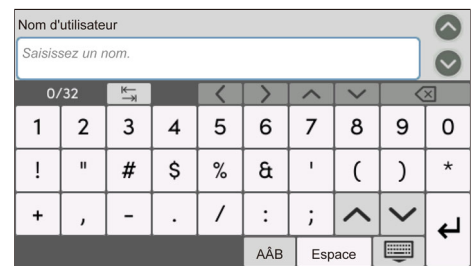 Nom d'utilisateur
Saisissez un nom.
0/32
1 2 3 4 5 6 7 8 9 0
! " # $ % & ' ( ) *
+ , - . / : ;
AÂB Espace